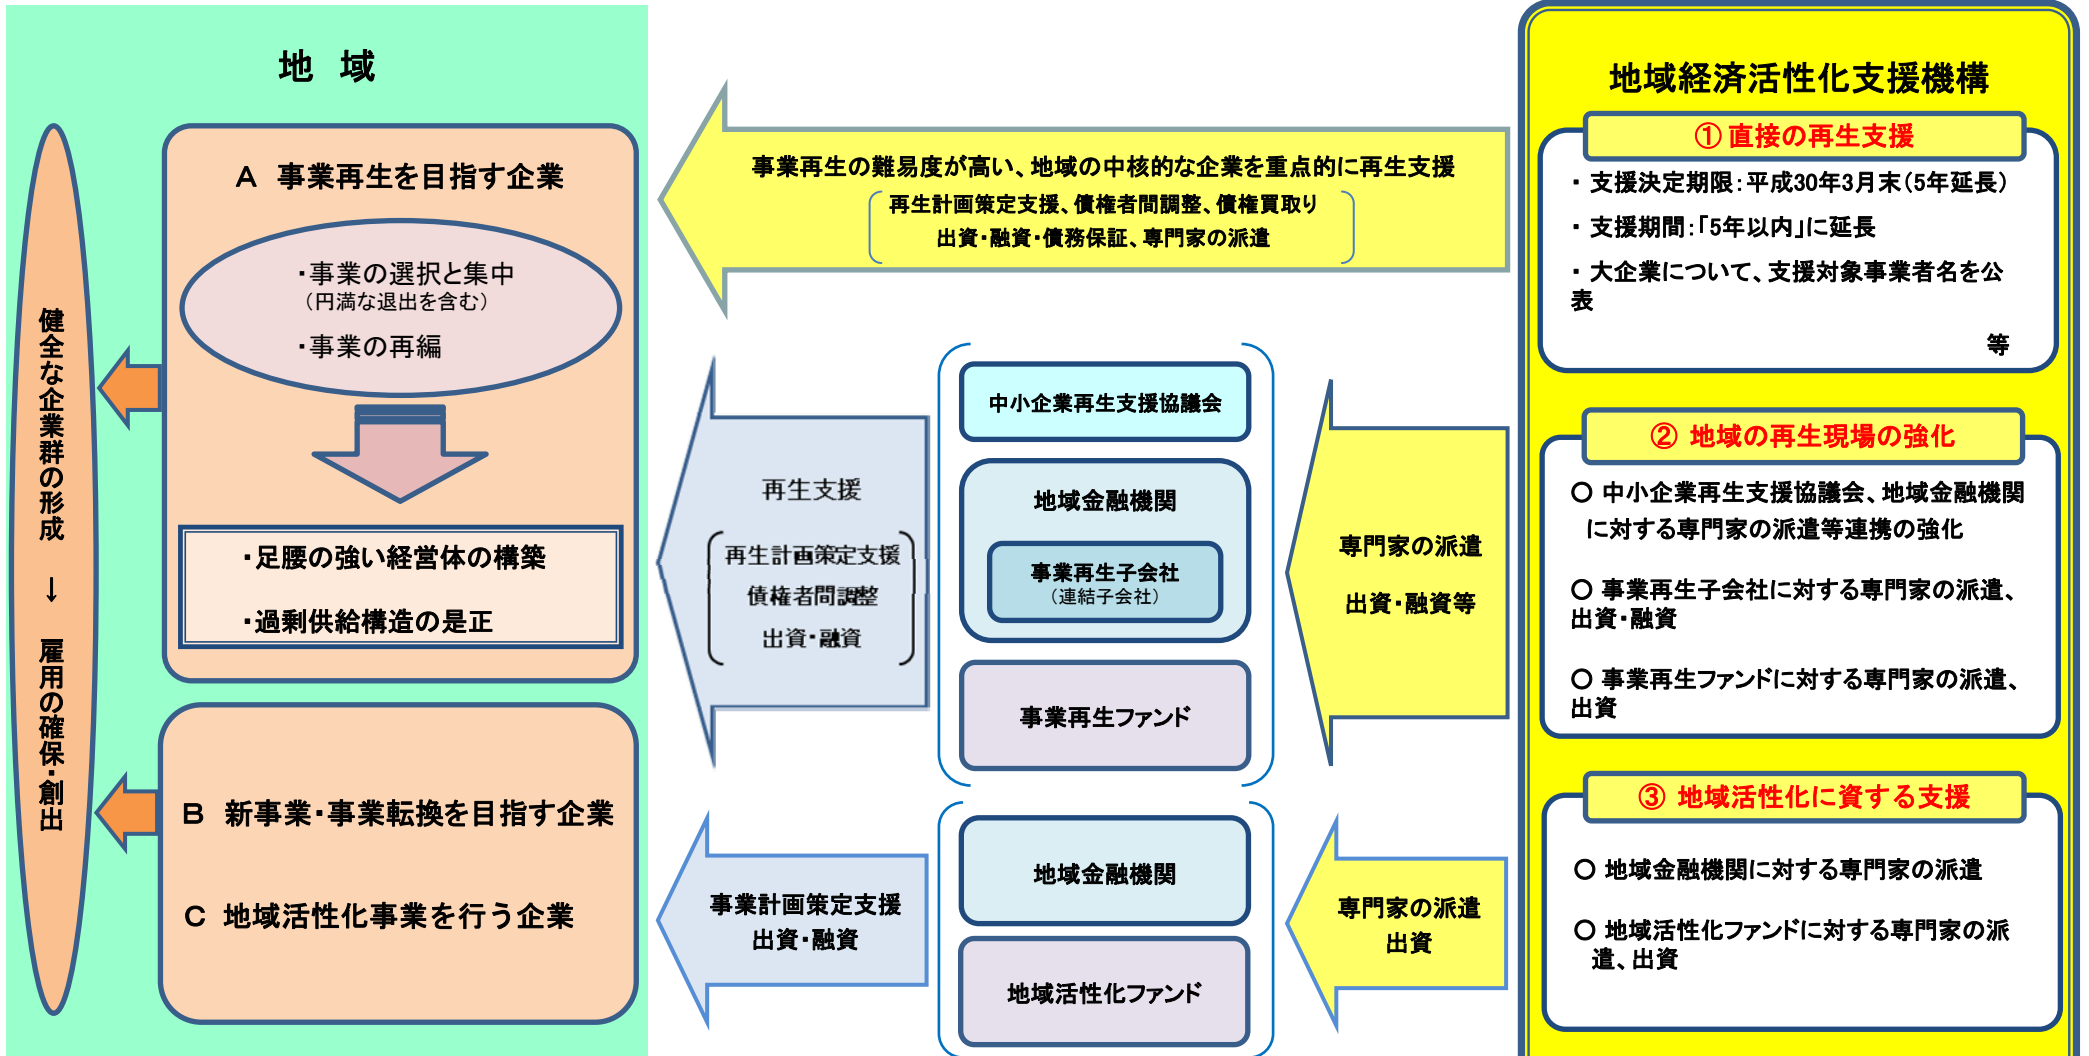 地 域
健全な企業群の形成 ↓ 雇用の確保・創出
A 事業再生を目指す企業
・事業の選択と集中
(円満な退出を含む)
・事業の再編
・足腰の強い経営体の構築
・過剰供給構造の是正
B 新事業・事業転換を目指す企業
C 地域活性化事業を行う企業
事業再生の難易度が高い、地域の中核的な企業を重点的に再生支援
再生計画策定支援、債権者間調整、債権買取り
出資・融資・債務保証、専門家の派遣
再生支援
再生計画策定支援
債権者間調整
出資・融資
中小企業再生支援協議会
地域金融機関
事業再生子会社
(連結子会社)
事業再生ファンド
専門家の派遣
出資・融資等
事業計画策定支援
出資・融資
地域金融機関
地域活性化ファンド
専門家の派遣
出資
地域経済活性化支援機構
① 直接の再生支援
・ 支援決定期限：平成30年3月末(5年延長)
・ 支援期間：「5年以内」に延長
・ 大企業について、支援対象事業者名を公
表
等
② 地域の再生現場の強化
○ 中小企業再生支援協議会、地域金融機関
に対する専門家の派遣等連携の強化
○ 事業再生子会社に対する専門家の派遣、
出資・融資
○ 事業再生ファンドに対する専門家の派遣、
出資
③ 地域活性化に資する支援
○ 地域金融機関に対する専門家の派遣
○ 地域活性化ファンドに対する専門家の派
遣、出資